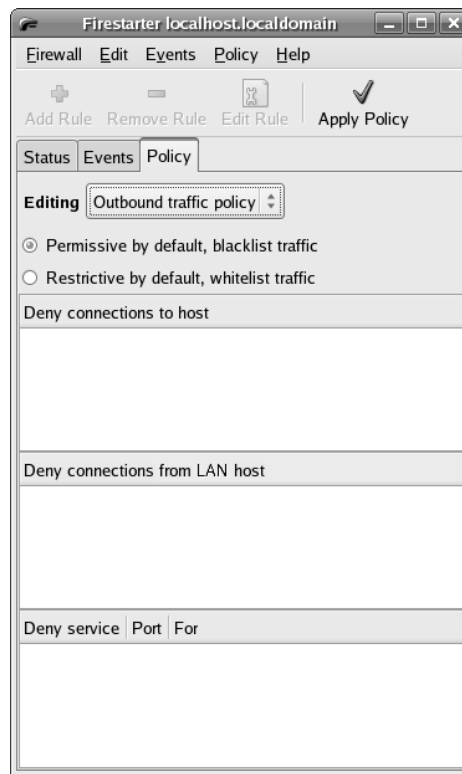 Firestarter localhost.localdomain
Firewall Edit Events Policy Help
Add Rule Remove Rule Edit Rule Apply Policy
Status Events Policy
Editing Outbound traffic policy
Permissive by default, blacklist traffic
Restrictive by default, whitelist traffic
Deny connections to host
Deny connections from LAN host
Deny service Port For